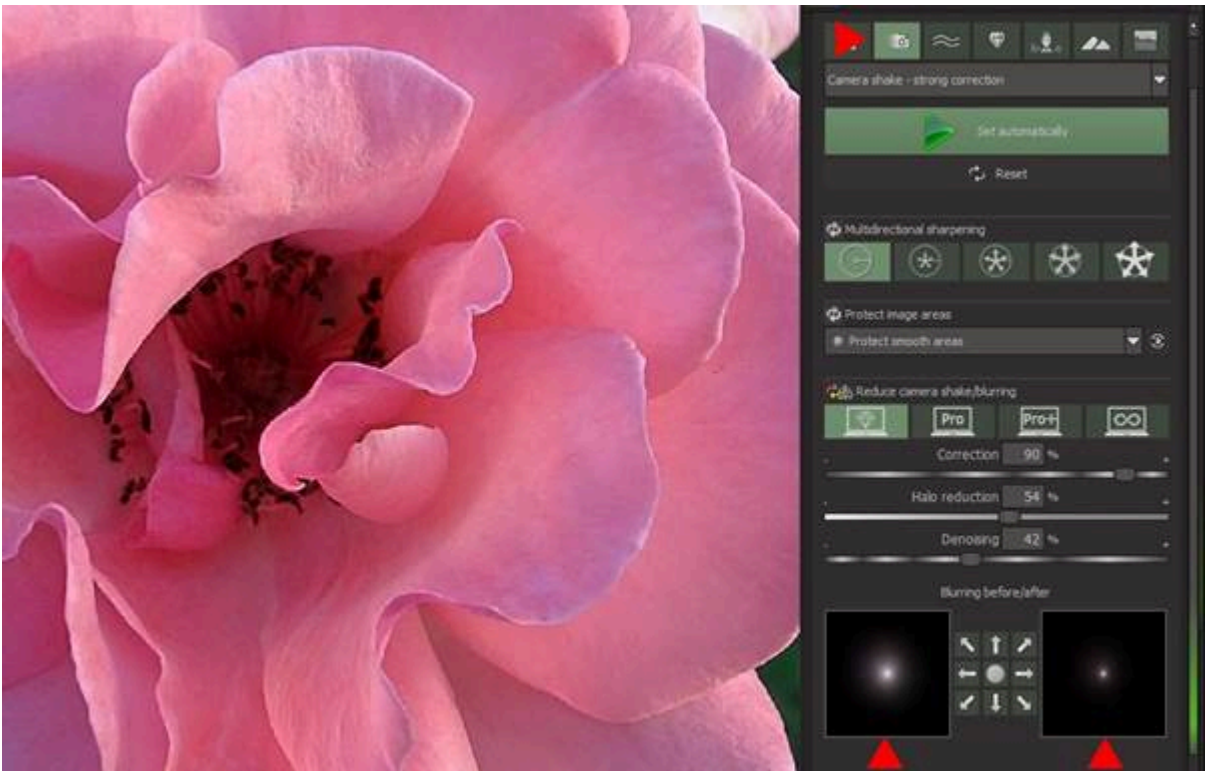 Camera shake - strong correction
Set automatically
Reset
Multidirectional sharpening
Protect image areas
Protect smooth areas
Reduce camera shake/blurring
Pro
Pro+
Correction 90 %
Halo reduction 54 %
Denoising 42 %
Blurring before/after